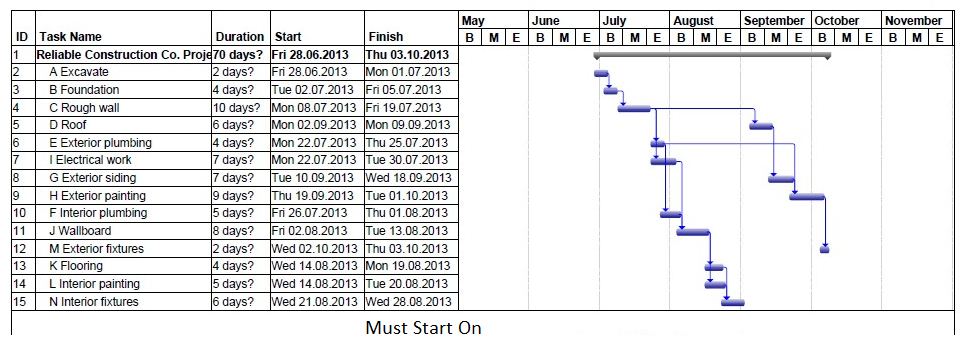 May June July August September October November
ID Task Name Duration Start Finish B M E B M E B M E B M E B M E B M E B M E
1 Reliable Construction Co. Proje 70 days? Fri 28.06.2013 Thu 03.10.2013
2 A Excavate 2 days? Fri 28.06.2013 Mon 01.07.2013
3 B Foundation 4 days? Tue 02.07.2013 Fri 05.07.2013
4 C Rough wall 10 days? Mon 08.07.2013 Fri 19.07.2013
5 D Roof 6 days? Mon 02.09.2013 Mon 09.09.2013
6 E Exterior plumbing 4 days? Mon 22.07.2013 Thu 25.07.2013
7 I Electrical work 7 days? Mon 22.07.2013 Tue 30.07.2013
8 G Exterior siding 7 days? Tue 10.09.2013 Wed 18.09.2013
9 H Exterior painting 9 days? Thu 19.09.2013 Tue 01.10.2013
10 F Interior plumbing 5 days? Fri 26.07.2013 Thu 01.08.2013
11 J Wallboard 8 days? Fri 02.08.2013 Tue 13.08.2013
12 M Exterior fixtures 2 days? Wed 02.10.2013 Thu 03.10.2013
13 K Flooring 4 days? Wed 14.08.2013 Mon 19.08.2013
14 L Interior painting 5 days? Wed 14.08.2013 Tue 20.08.2013
15 N Interior fixtures 6 days? Wed 21.08.2013 Wed 28.08.2013
Must Start On